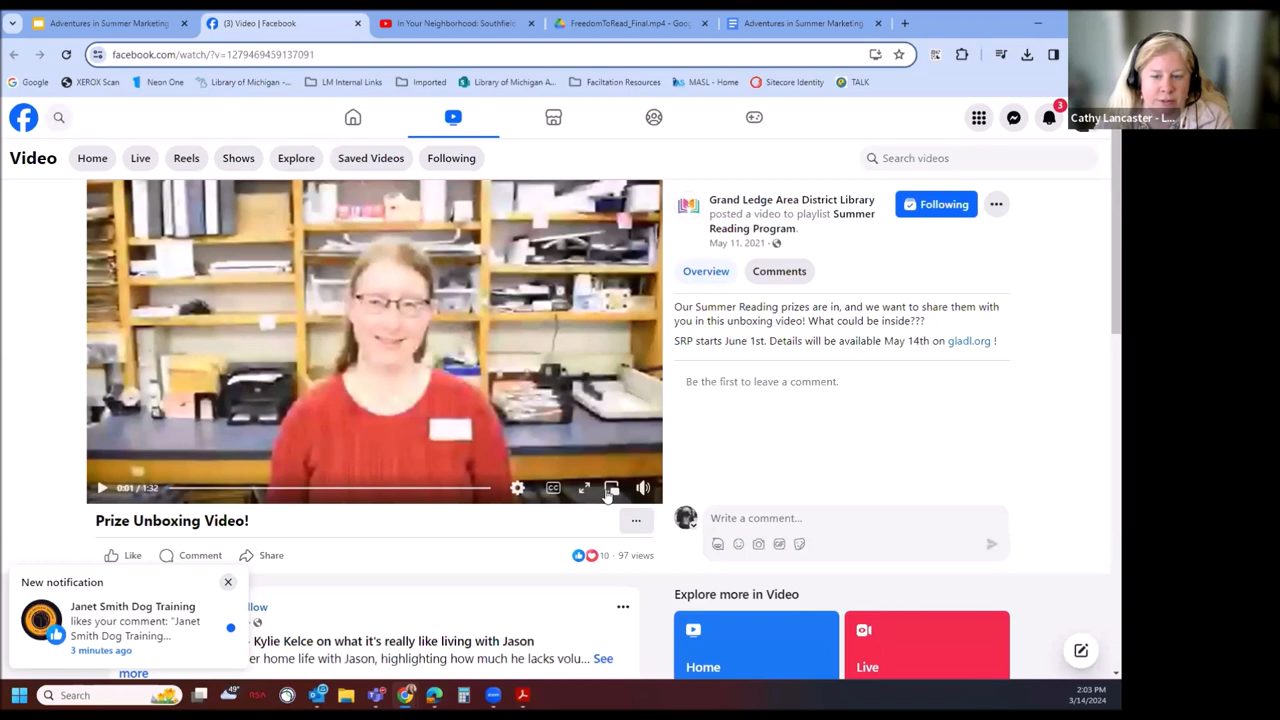 Adventures in Summer Marketing
(3) Video | Facebook
In Your Neighborhood: Southfield
FreedomToRead_Final.mp4 - Goo
Adventures in Summer Marketing
facebook.com/watch/?v=1279469459137091
Google
XEROX Scan
Neon One
Library of Michigan -...
LM Internal Links
Imported
Library of Michigan A...
Faciltation Resources
MASL - Home
Sitecore Identity
TALK
Cathy Lancaster - L...
3
Video
Home
Live
Reels
Shows
Explore
Saved Videos
Following
Search videos
Grand Ledge Area District Library
posted a video to playlist Summer
Reading Program.
May 11, 2021 ·
Following
Overview
Comments
Our Summer Reading prizes are in, and we want to share them with
you in this unboxing video! What could be inside???
SRP starts June 1st. Details will be available May 14th on gladl.org !
Be the first to leave a comment.
0:01 / 1:32
CC
Prize Unboxing Video!
Write a comment...
GIF
Like
Comment
Share
10 · 97 views
New notification
Janet Smith Dog Training
likes your comment: "Janet
Smith Dog Training...
3 minutes ago
Kylie Kelce on what it's really like living with Jason
er home life with Jason, highlighting how much he lacks volu... See
more
Explore more in Video
Home
Live
Search
49°
RSA
2:03 PM
3/14/2024